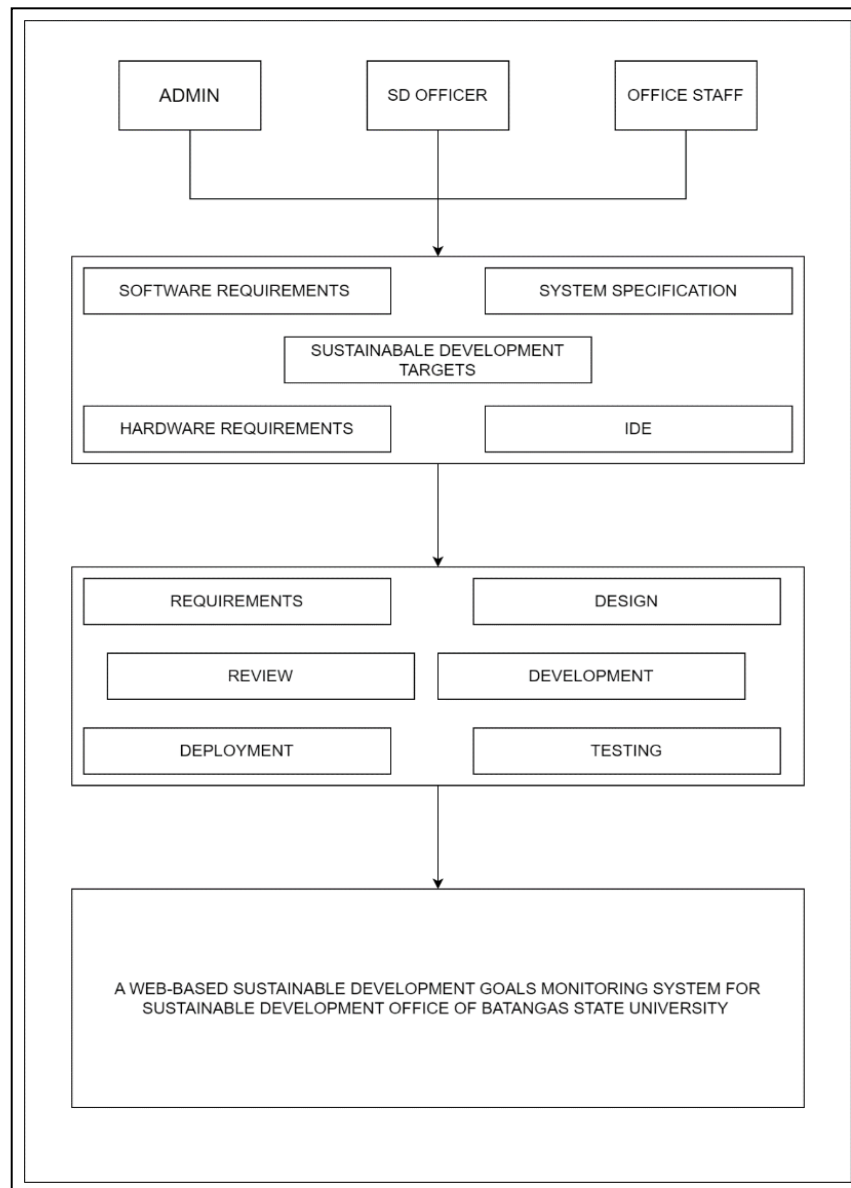 ADMIN
SD OFFICER
OFFICE STAFF
SOFTWARE REQUIREMENTS
SYSTEM SPECIFICATION
SUSTAINABALE DEVELOPMENT
TARGETS
HARDWARE REQUIREMENTS
IDE
REQUIREMENTS
DESIGN
REVIEW
DEVELOPMENT
DEPLOYMENT
TESTING
A WEB-BASED SUSTAINABLE DEVELOPMENT GOALS MONITORING SYSTEM FOR
SUSTAINABLE DEVELOPMENT OFFICE OF BATANGAS STATE UNIVERSITY